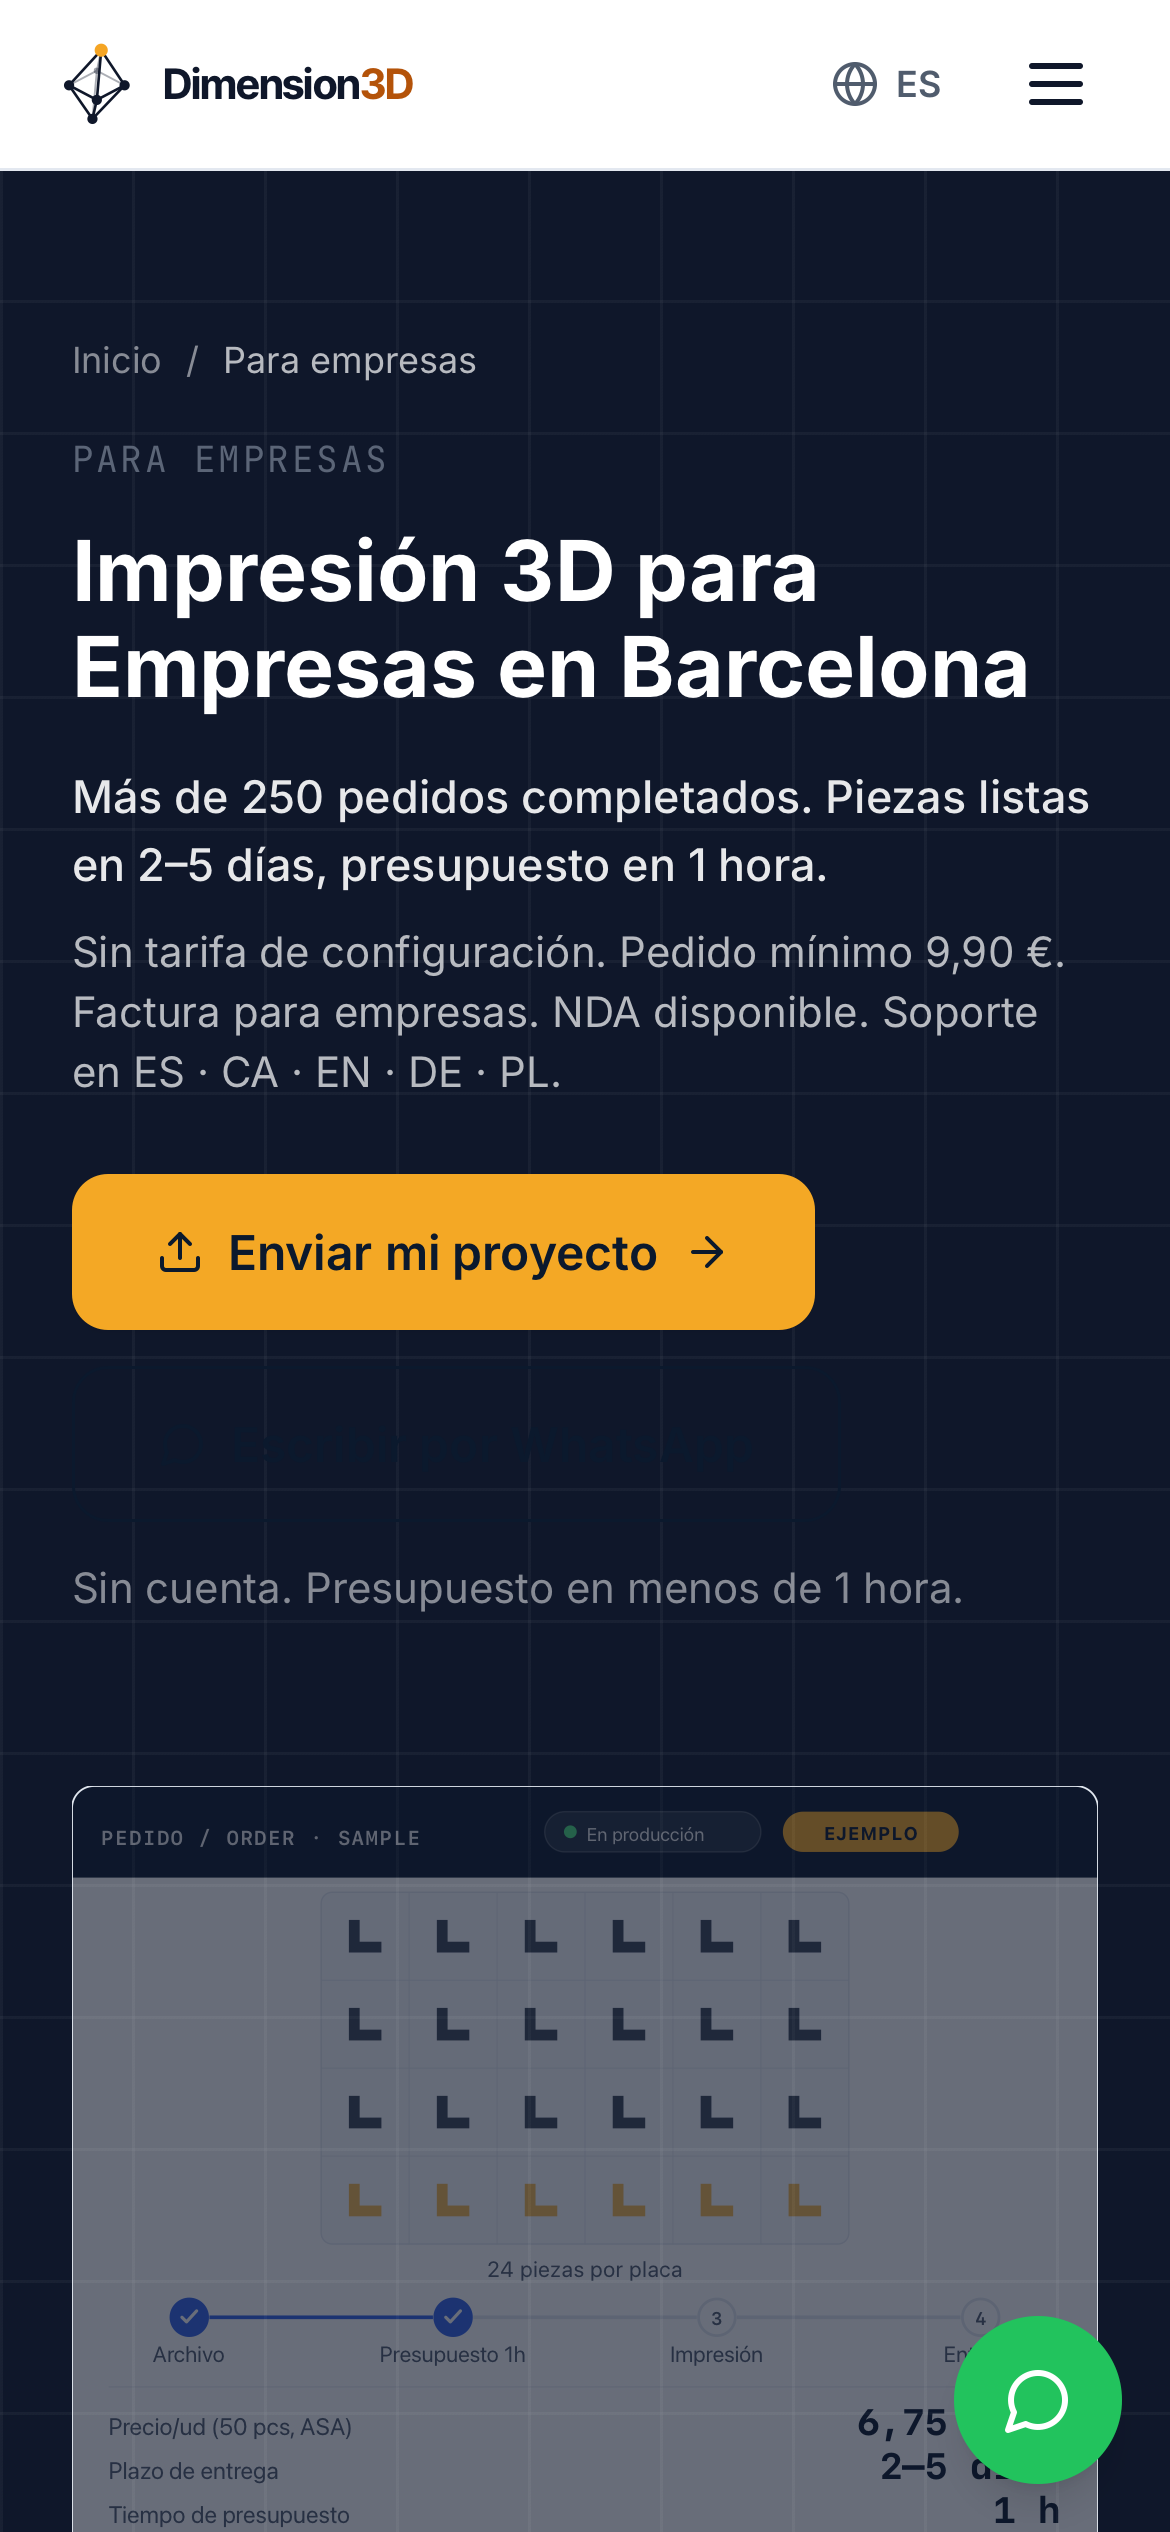 Dimension3D
ES
Inicio / Para empresas
PARA EMPRESAS
Impresión 3D para
Empresas en Barcelona
Más de 250 pedidos completados. Piezas listas
en 2–5 días, presupuesto en 1 hora.
Sin tarifa de configuración. Pedido mínimo 9,90 €.
Factura para empresas. NDA disponible. Soporte
en ES · CA · EN · DE · PL.
Enviar mi proyecto →
Sin cuenta. Presupuesto en menos de 1 hora.
PEDIDO / ORDER · SAMPLE
En producción
EJEMPLO
24 piezas por placa
3
4
Archivo
Presupuesto 1h
Impresión
Precio/ud (50 pcs, ASA)
6,75
Plazo de entrega
2–5
Tiempo de presupuesto
1 h